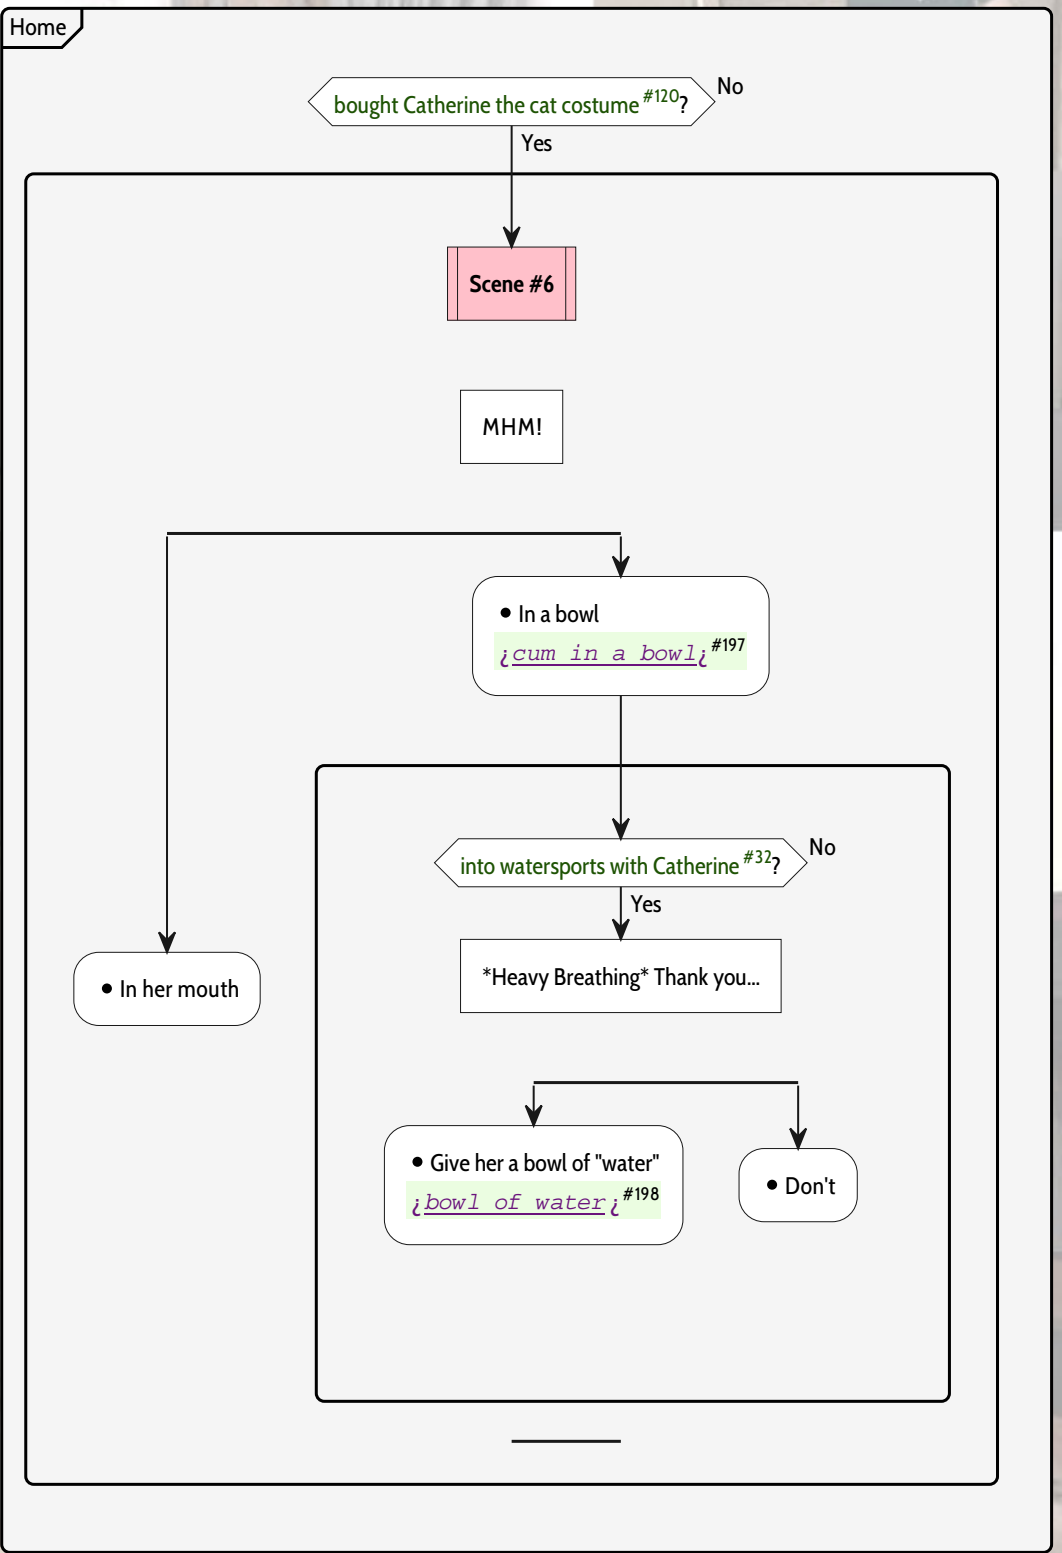 Home
bought Catherine the cat costume #120?
No
Yes
Scene #6
MHM!
● In a bowl
¿cum in a bowl¿#197
into watersports with Catherine #32?
No
Yes
*Heavy Breathing* Thank you...
● In her mouth
● Give her a bowl of "water"
¿bowl of water¿#198
● Don't